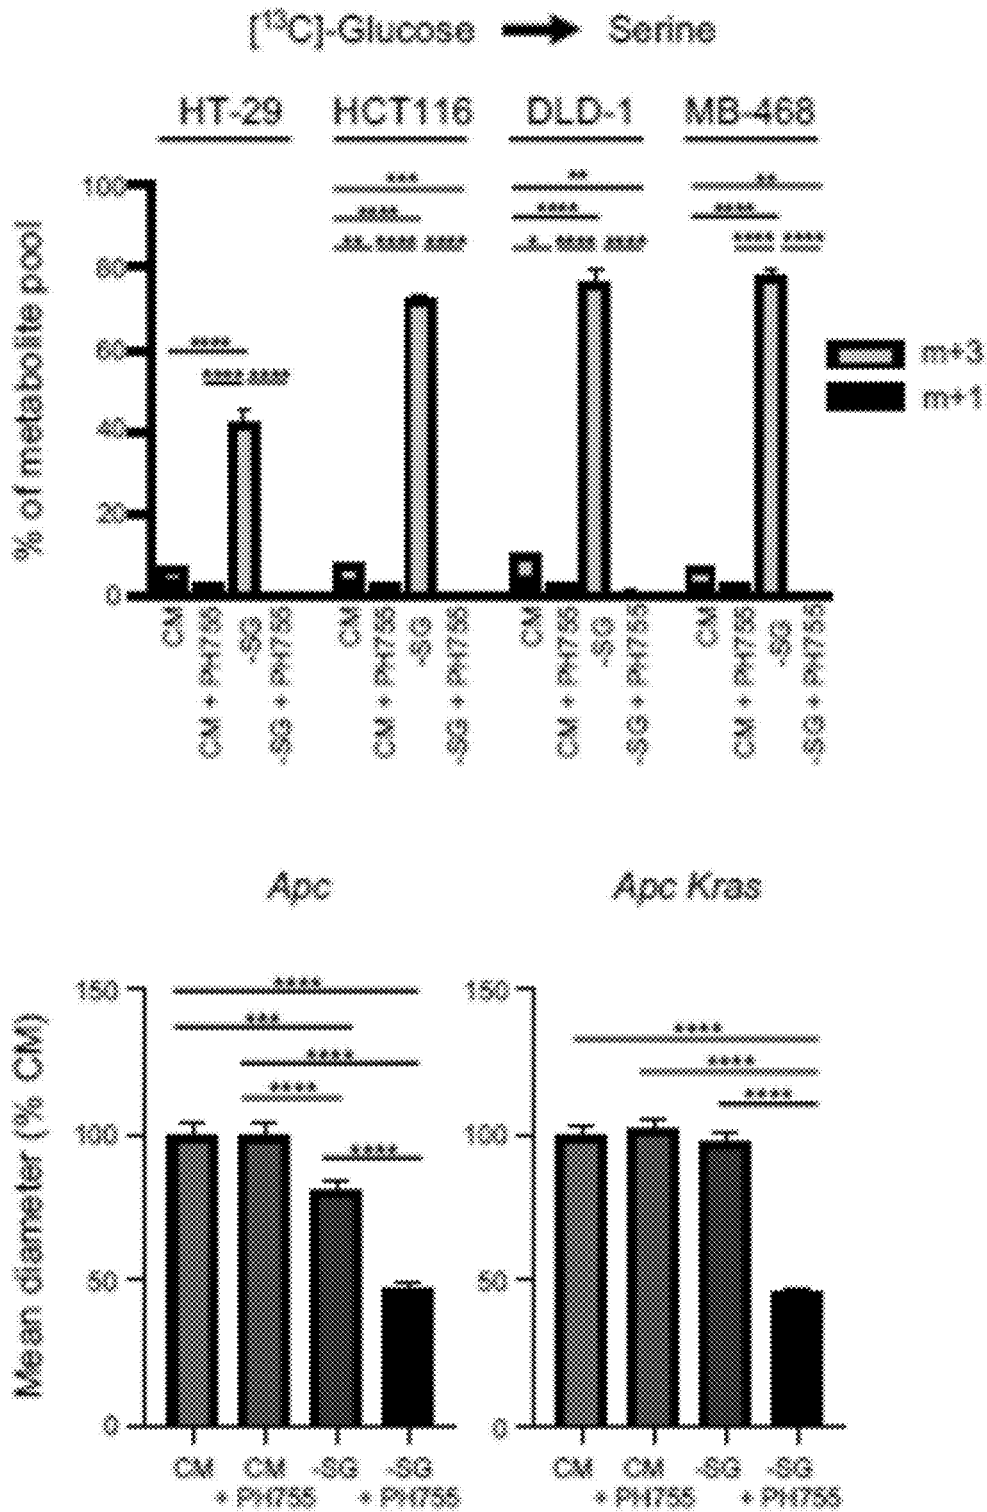 [¹³C]-Glucose → Serine
HT-29 HCT116 DLD-1 MB-468
*** ** **
**** **** ****
** **** **** * **** **** **** ****
****
**** ****
% of metabolite pool
100
80
60
40
20
0
m+3
m+1
CM
CM + PH755
-SG
-SG + PH755
CM
CM + PH755
-SG
-SG + PH755
CM
CM + PH755
-SG
-SG + PH755
CM
CM + PH755
-SG
-SG + PH755
Apc
Mean diameter (% CM)
150
100
50
0
****
***
****
****
****
CM CM -SG -SG
+ PH755 + PH755
Apc Kras
150
100
50
0
****
****
****
CM CM -SG -SG
+ PH755 + PH755